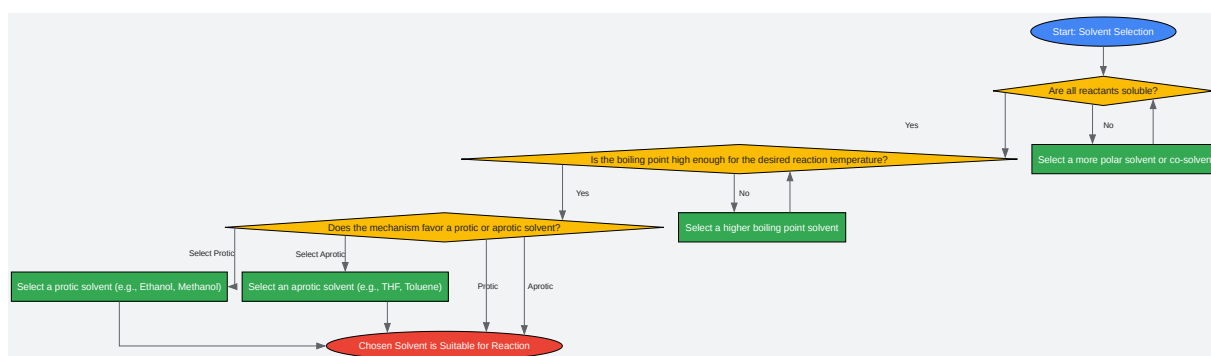 Start: Solvent Selection
Are all reactants soluble?
Yes
No
Select a more polar solvent or co-solvent
Is the boiling point high enough for the desired reaction temperature?
Yes
No
Select a higher boiling point solvent
Does the mechanism favor a protic or aprotic solvent?
Select Protic
Select Aprotic
Protic
Aprotic
Select a protic solvent (e.g., Ethanol, Methanol)
Select an aprotic solvent (e.g., THF, Toluene)
Chosen Solvent is Suitable for Reaction